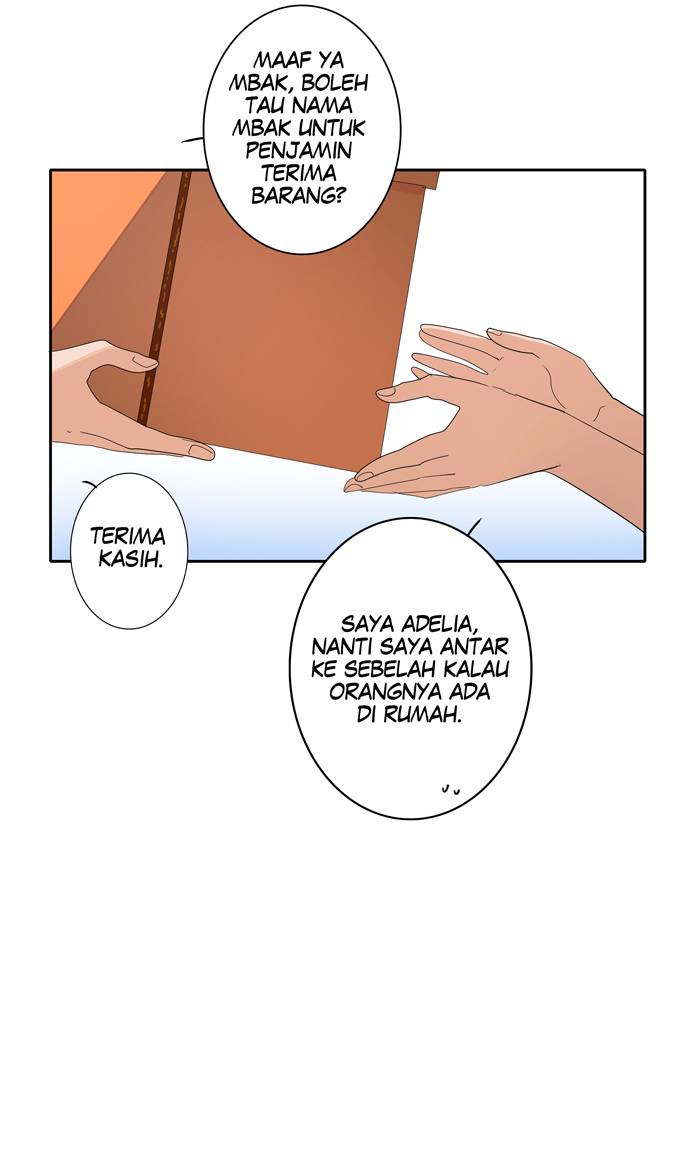 MAAF YA
MBAK, BOLEH
TAU NAMA
MBAK UNTUK
PENJAMIN
TERIMA
BARANG?
TERIMA
KASIH.
SAYA ADELIA,
NANTI SAYA ANTAR
KE SEBELAH KALAU
ORANGNYA ADA
DI RUMAH.